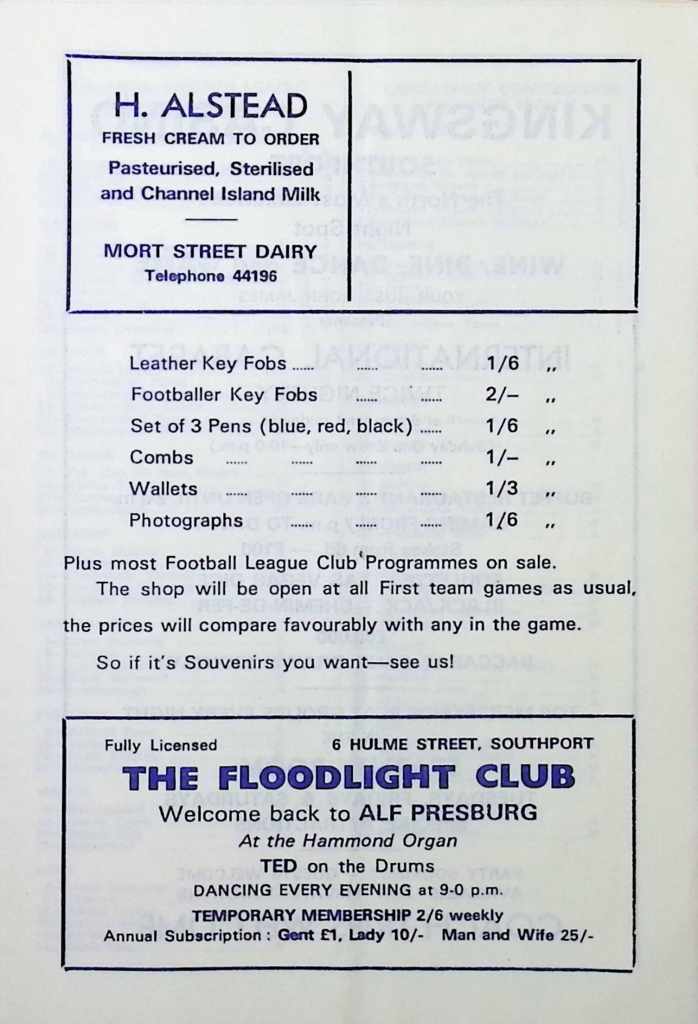 H. ALSTEAD
FRESH CREAM TO ORDER
Pasteurised, Sterilised
and Channel Island Milk
MORT STREET DAIRY
Telephone 44196
Leather Key Fobs ...... ...... ...... 1/6 ,,
Footballer Key Fobs ...... ...... 2/– ,,
Set of 3 Pens (blue, red, black) ...... 1/6 ,,
Combs ...... ...... ...... ...... 1/– ,,
Wallets ...... ...... ...... ...... 1/3 ,,
Photographs ...... ...... ...... 1/6 ,,
Plus most Football League Club Programmes on sale.
The shop will be open at all First team games as usual,
the prices will compare favourably with any in the game.
So if it's Souvenirs you want—see us!
Fully Licensed 6 HULME STREET, SOUTHPORT
THE FLOODLIGHT CLUB
Welcome back to ALF PRESBURG
At the Hammond Organ
TED on the Drums
DANCING EVERY EVENING at 9-0 p.m.
TEMPORARY MEMBERSHIP 2/6 weekly
Annual Subscription : Gent £1, Lady 10/- Man and Wife 25/-